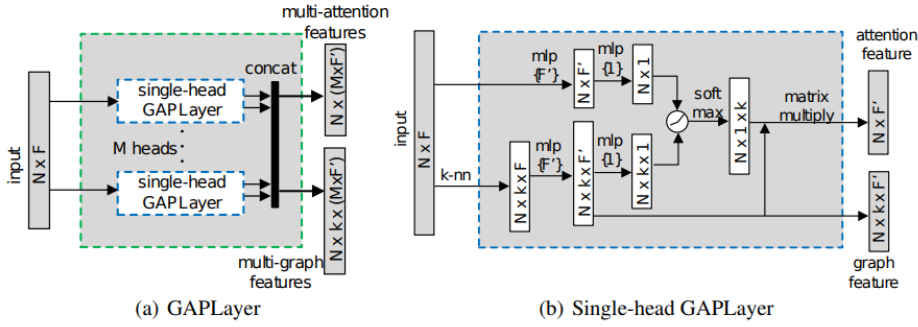 multi-attention
features
concat
single-head
GAPLayer
M heads
single-head
GAPLayer
input
N x F
N x (MxF')
N x k x (MxF')
multi-graph
features
(a) GAPLayer
input
N x F
k-nn
mlp
{F'}
N x F'
mlp
{1}
N x 1
N x k x F
mlp
{F'}
N x k x F'
mlp
{1}
N x k x 1
soft
max
N x 1 x k
matrix
multiply
attention
feature
N x F'
N x k x F'
graph
feature
(b) Single-head GAPLayer